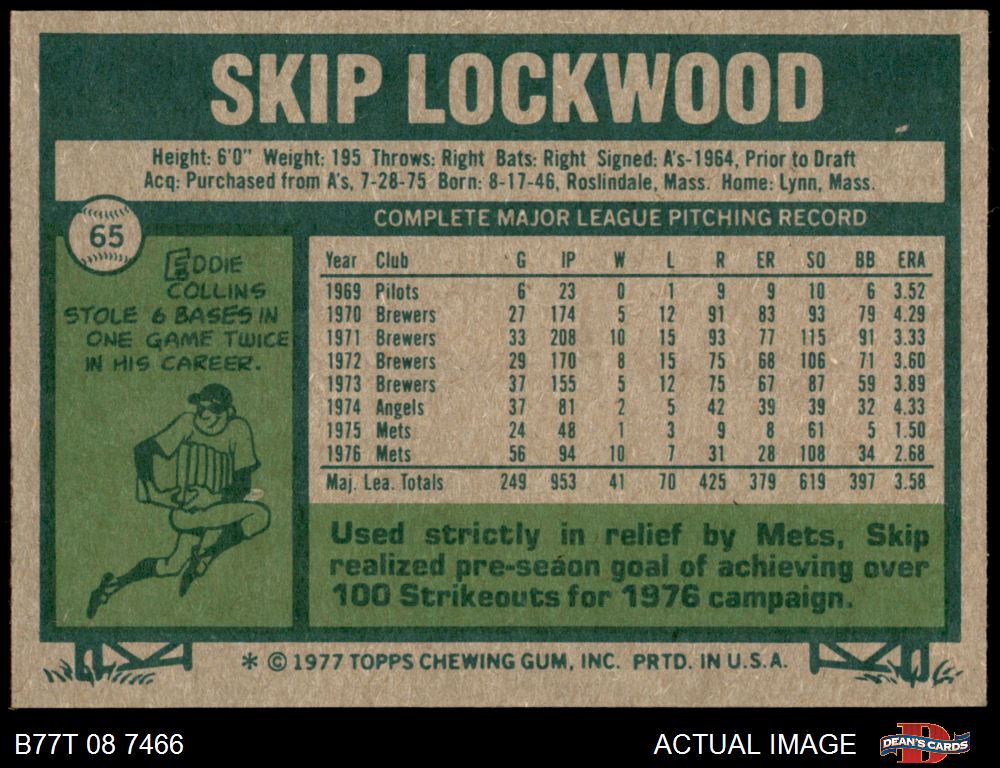 SKIP LOCKWOOD
Height: 6'0" Weight: 195 Throws: Right Bats: Right Signed: A's-1964, Prior to Draft
Acq: Purchased from A's, 7-28-75 Born: 8-17-46, Roslindale, Mass. Home: Lynn, Mass.
65
EDDIE
COLLINS
STOLE 6 BASES IN
ONE GAME TWICE
IN HIS CAREER.
COMPLETE MAJOR LEAGUE PITCHING RECORD
Year Club G IP W L R ER SO BB ERA
1969 Pilots 6 23 0 1 9 9 10 6 3.52
1970 Brewers 27 174 5 12 91 83 93 79 4.29
1971 Brewers 33 208 10 15 93 77 115 91 3.33
1972 Brewers 29 170 8 15 75 68 106 71 3.60
1973 Brewers 37 155 5 12 75 67 87 59 3.89
1974 Angels 37 81 2 5 42 39 39 32 4.33
1975 Mets 24 48 1 3 9 8 61 5 1.50
1976 Mets 56 94 10 7 31 28 108 34 2.68
Maj. Lea. Totals 249 953 41 70 425 379 619 397 3.58
Used strictly in relief by Mets, Skip
realized pre-seáon goal of achieving over
100 Strikeouts for 1976 campaign.
* © 1977 TOPPS CHEWING GUM, INC. PRTD. IN U.S.A.
B77T 08 7466
ACTUAL IMAGE
DEAN'S CARDS